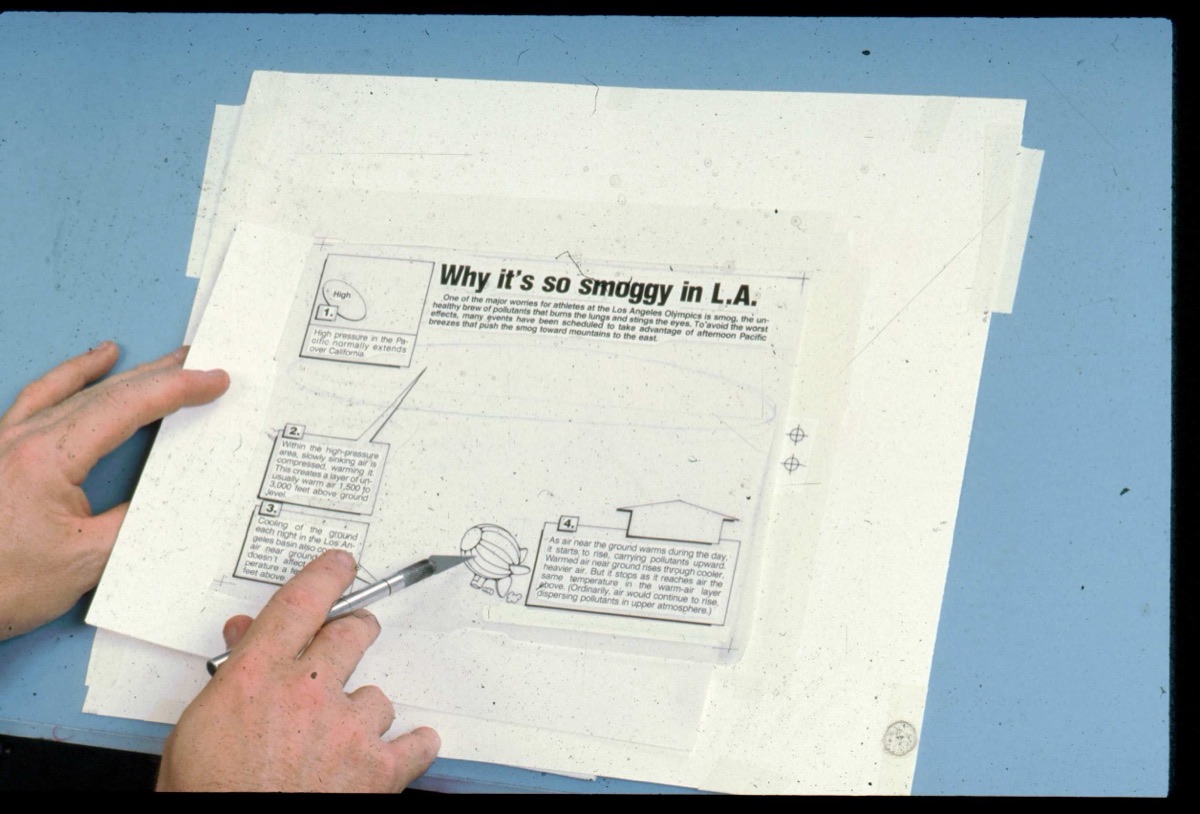 Why it's so smoggy in L.A.
One of the major worries for athletes at the Los Angeles Olympics is smog, the un-
healthy brew of pollutants that burns the lungs and stings the eyes. To avoid the worst
effects, many events have been scheduled to take advantage of afternoon Pacific
breezes that push the smog toward mountains to the east.
High
1.
High pressure in the Pa-
cific normally extends
over California.
2.
Within the high-pressure
area, slowly sinking air is
compressed, warming it.
This creates a layer of un-
usually warm air 1,500 to
3,000 feet above ground
level.
3.
Cooling of the ground
each night in the Los An-
geles basin also
air near ground
doesn't affect
perature a
feet above.
4.
As air near the ground warms during the day,
it starts to rise, carrying pollutants upward.
Warmed air near ground rises through cooler,
heavier air. But it stops as it reaches air the
same temperature in the warm-air layer
above. (Ordinarily, air would continue to rise,
dispersing pollutants in upper atmosphere.)